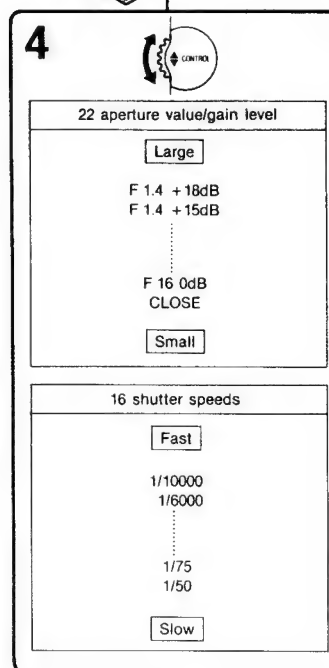 4
CONTROL
22 aperture value/gain level
Large
F 1.4 +18dB
F 1.4 +15dB
F 16 0dB
CLOSE
Small
16 shutter speeds
Fast
1/10000
1/6000
1/75
1/50
Slow